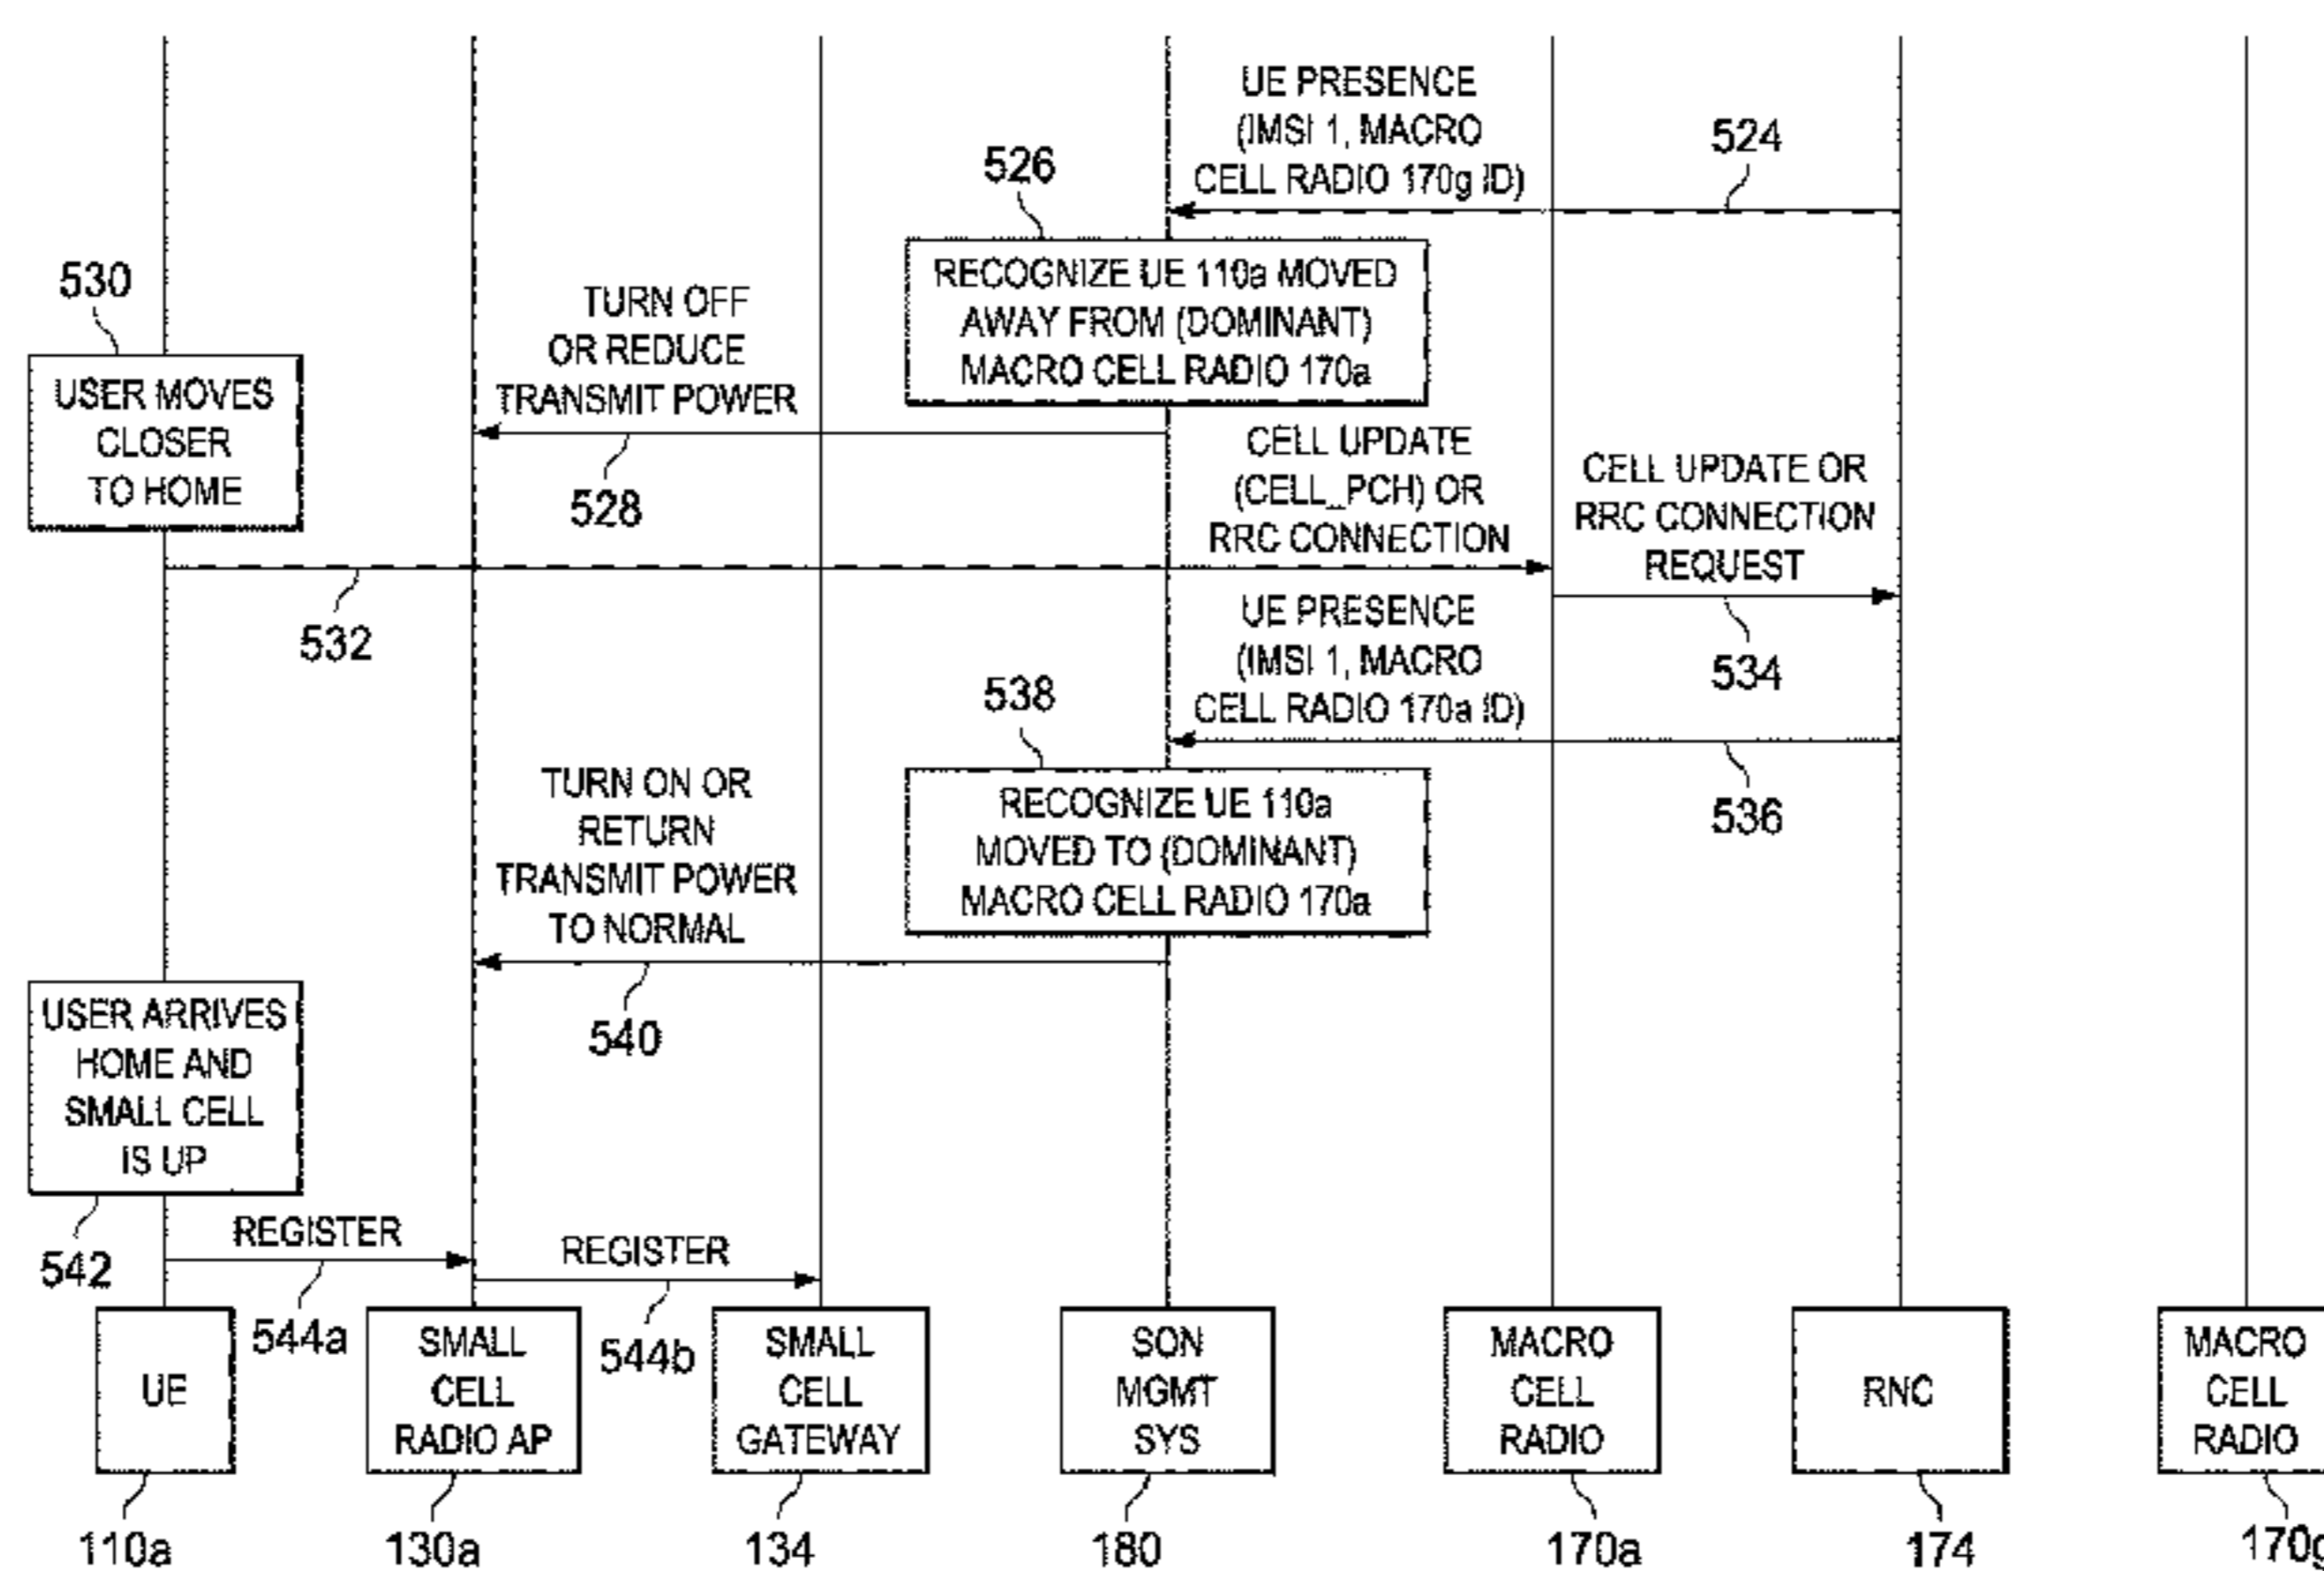 UE PRESENCE
(IMSI 1, MACRO
CELL RADIO 170g ID)
524
526
RECOGNIZE UE 110a MOVED
AWAY FROM (DOMINANT)
MACRO CELL RADIO 170a
530
USER MOVES
CLOSER
TO HOME
TURN OFF
OR REDUCE
TRANSMIT POWER
528
CELL UPDATE
(CELL_PCH) OR
RRC CONNECTION
532
CELL UPDATE OR
RRC CONNECTION
REQUEST
534
UE PRESENCE
(IMSI 1, MACRO
CELL RADIO 170a ID)
536
538
RECOGNIZE UE 110a
MOVED TO (DOMINANT)
MACRO CELL RADIO 170a
TURN ON OR
RETURN
TRANSMIT POWER
TO NORMAL
540
USER ARRIVES
HOME AND
SMALL CELL
IS UP
542
REGISTER
544a
REGISTER
544b
UE
110a
SMALL
CELL
RADIO AP
130a
SMALL
CELL
GATEWAY
134
SON
MGMT
SYS
180
MACRO
CELL
RADIO
170a
RNC
174
MACRO
CELL
RADIO
170g